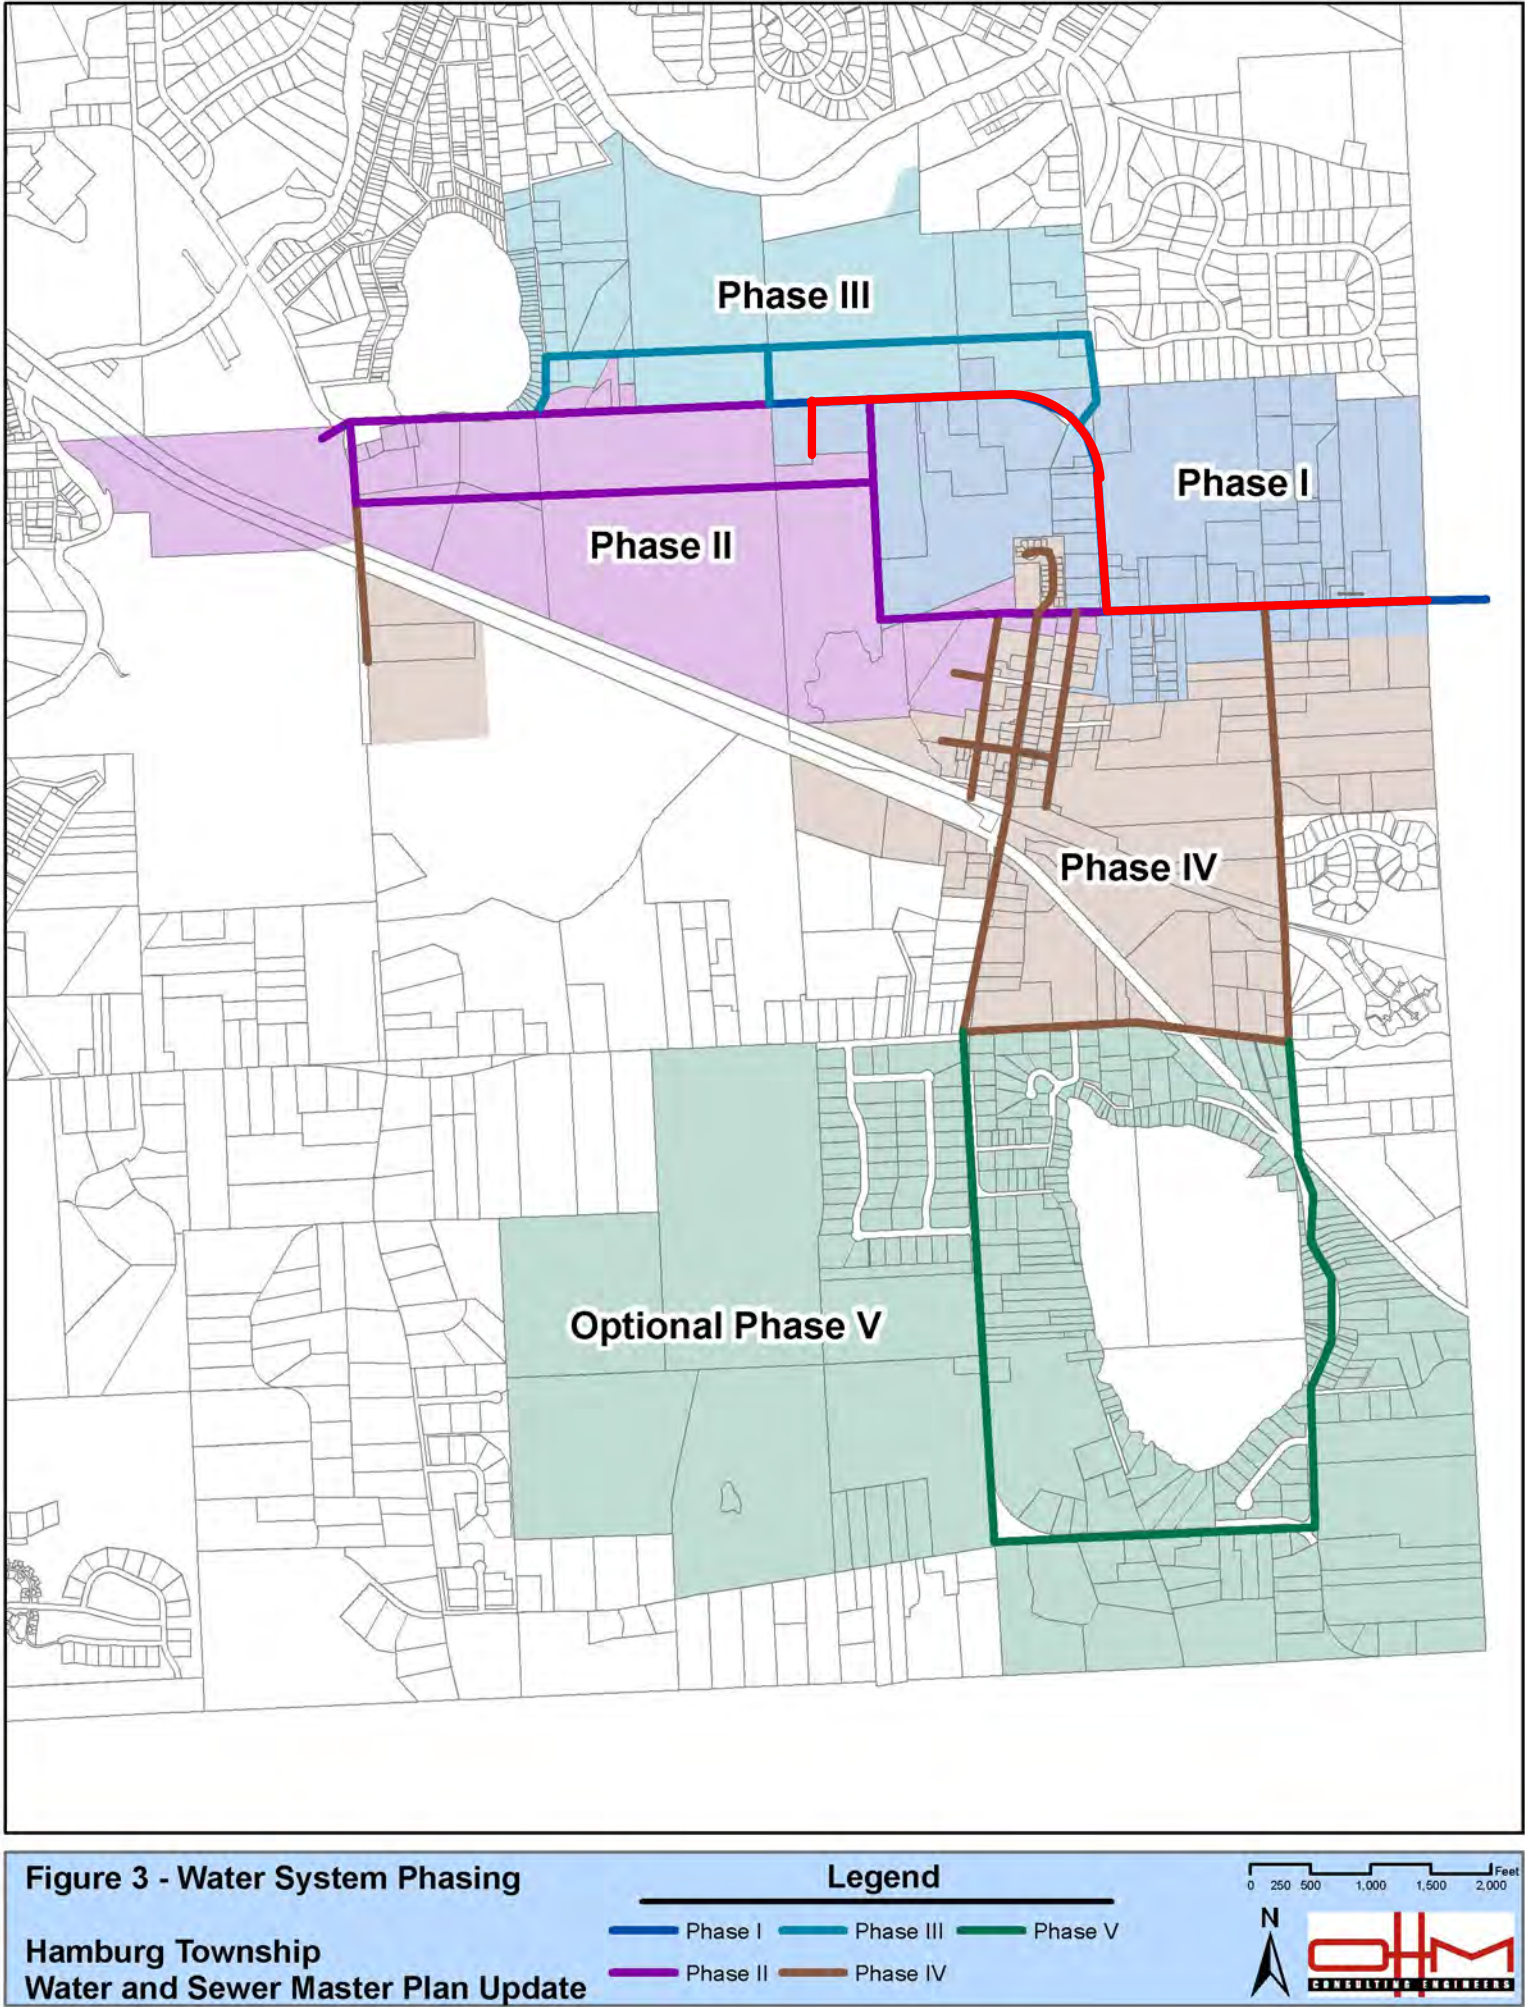 Phase III
Phase I
Phase II
Phase IV
Optional Phase V
Figure 3 - Water System Phasing
Hamburg Township
Water and Sewer Master Plan Update
Legend
Phase I
Phase III
Phase V
Phase II
Phase IV
Feet
0 250 500 1,000 1,500 2,000
N
OHM
CONSULTING ENGINEERS